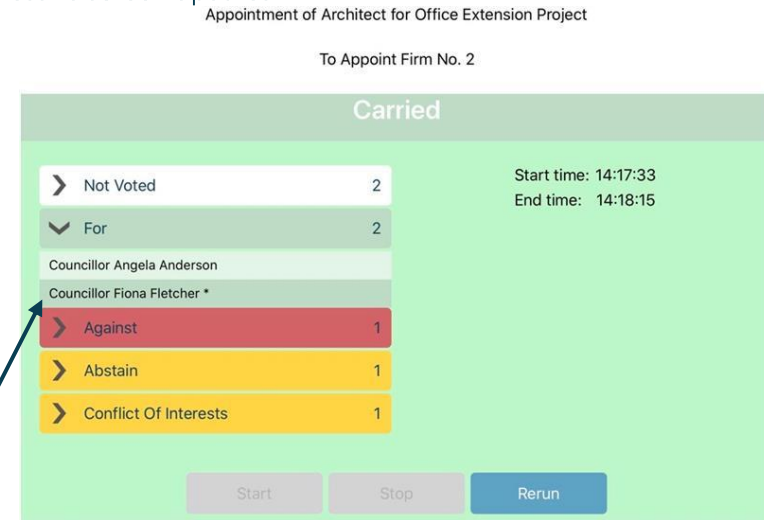 Appointment of Architect for Office Extension Project
To Appoint Firm No. 2
Carried
Not Voted 2
For 2
Councillor Angela Anderson
Councillor Fiona Fletcher *
Against 1
Abstain 1
Conflict Of Interests 1
Start time: 14:17:33
End time: 14:18:15
Start Stop Rerun